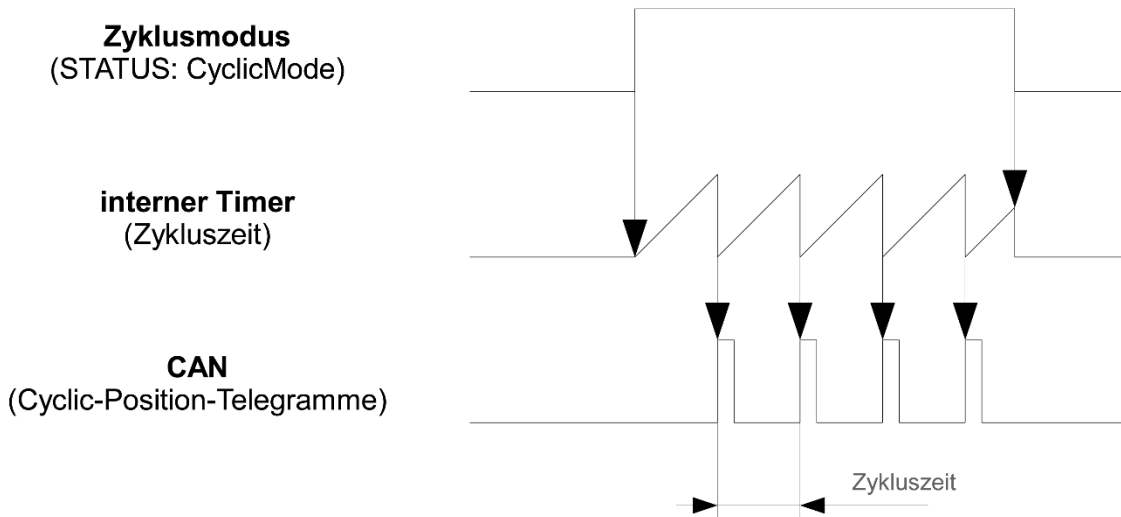 Zyklusmodus
(STATUS: CyclicMode)
interner Timer
(Zykluszeit)
CAN
(Cyclic-Position-Telegramme)
Zykluszeit